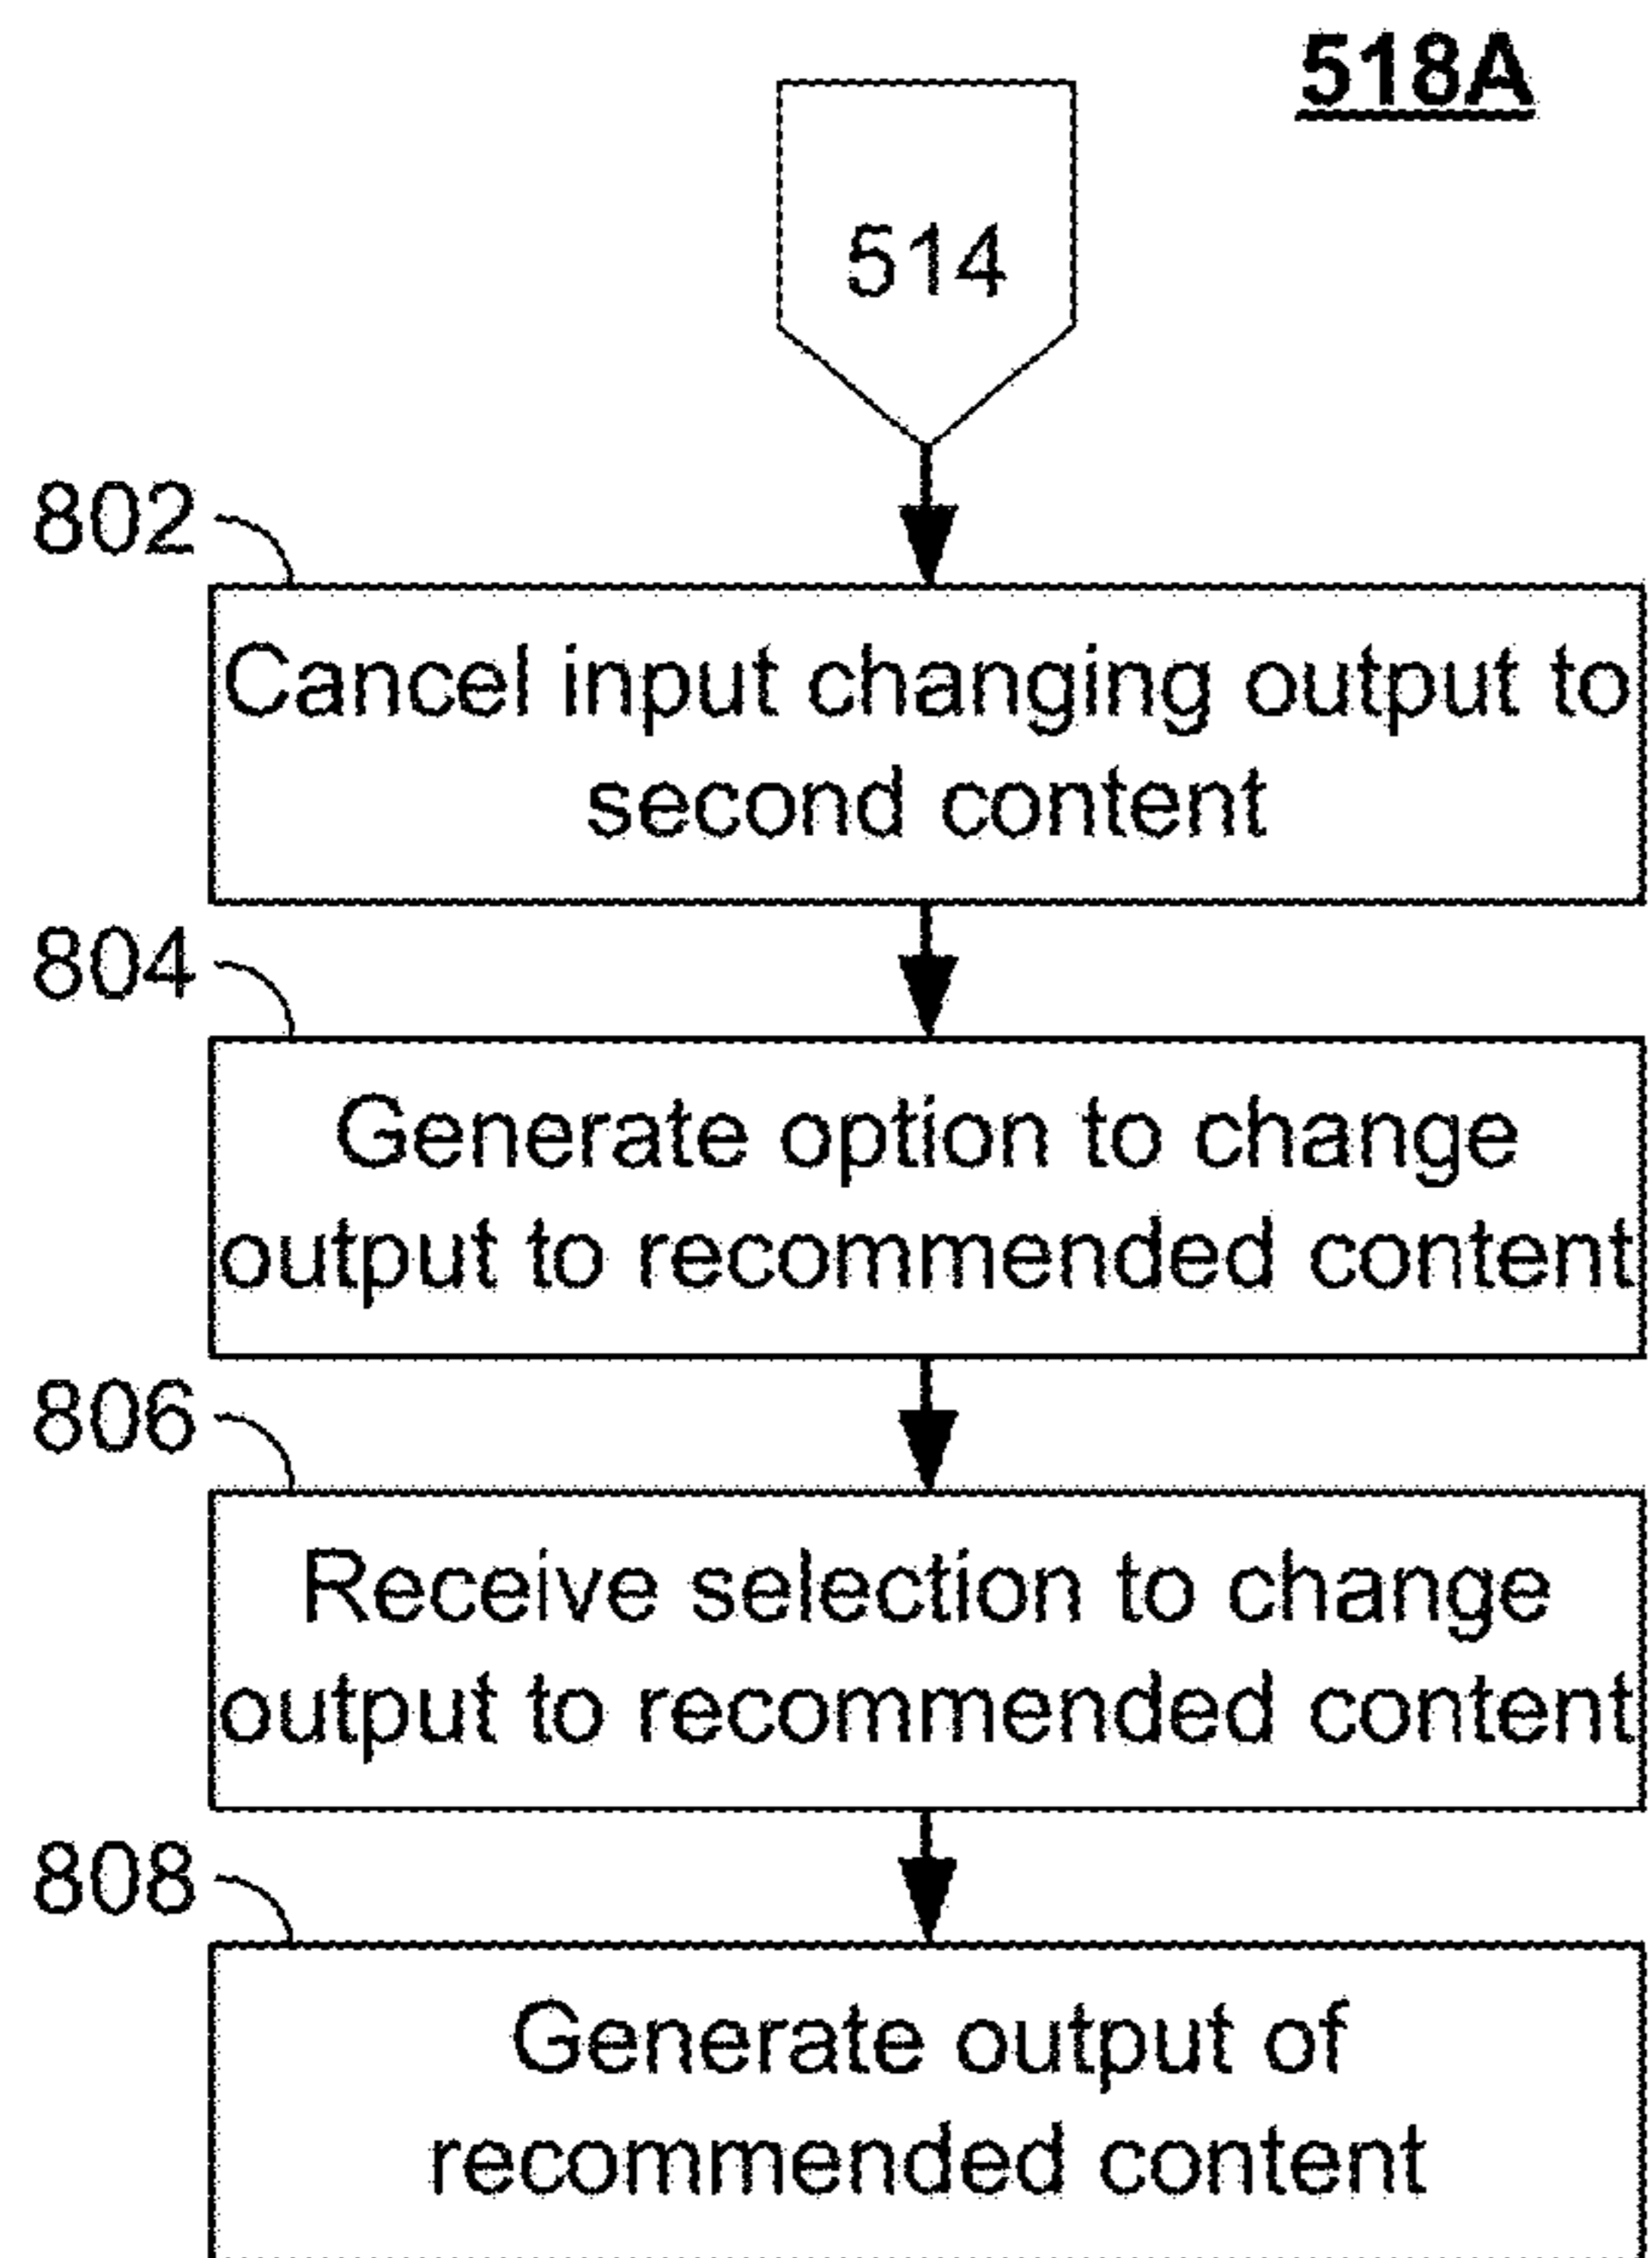 518A
514
802
Cancel input changing output to
second content
804
Generate option to change
output to recommended content
806
Receive selection to change
output to recommended content
808
Generate output of
recommended content